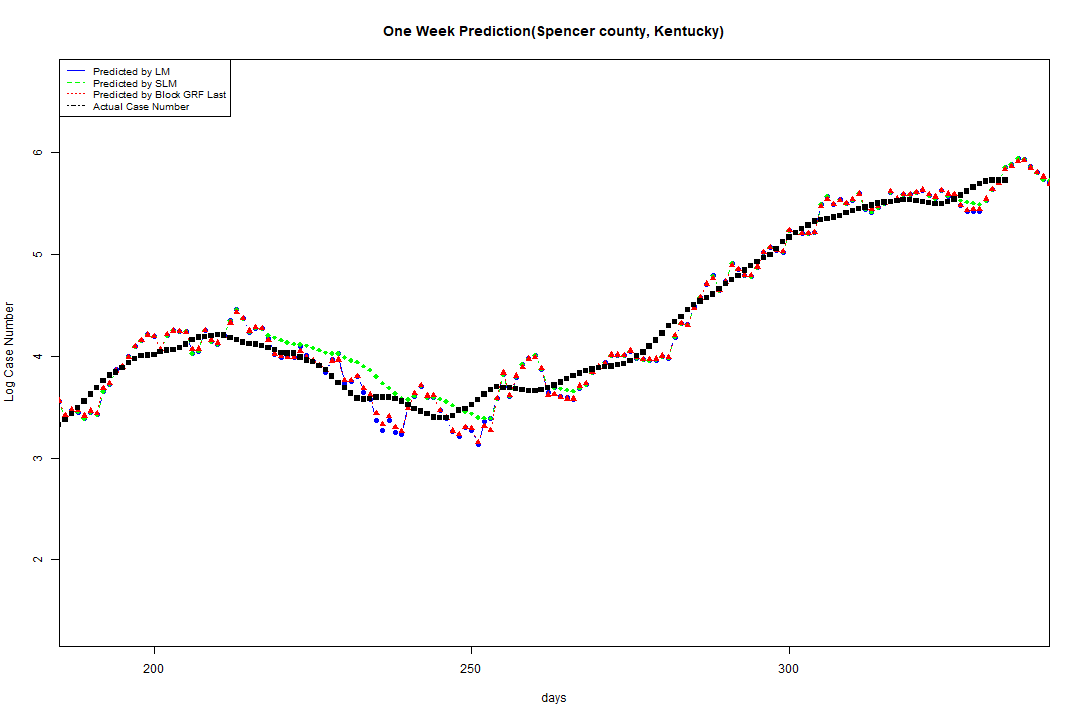 One Week Prediction(Spencer county, Kentucky)
Predicted by LM
Predicted by SLM
Predicted by Block GRF Last
Actual Case Number
6
5
4
3
2
Log Case Number
200
250
300
days